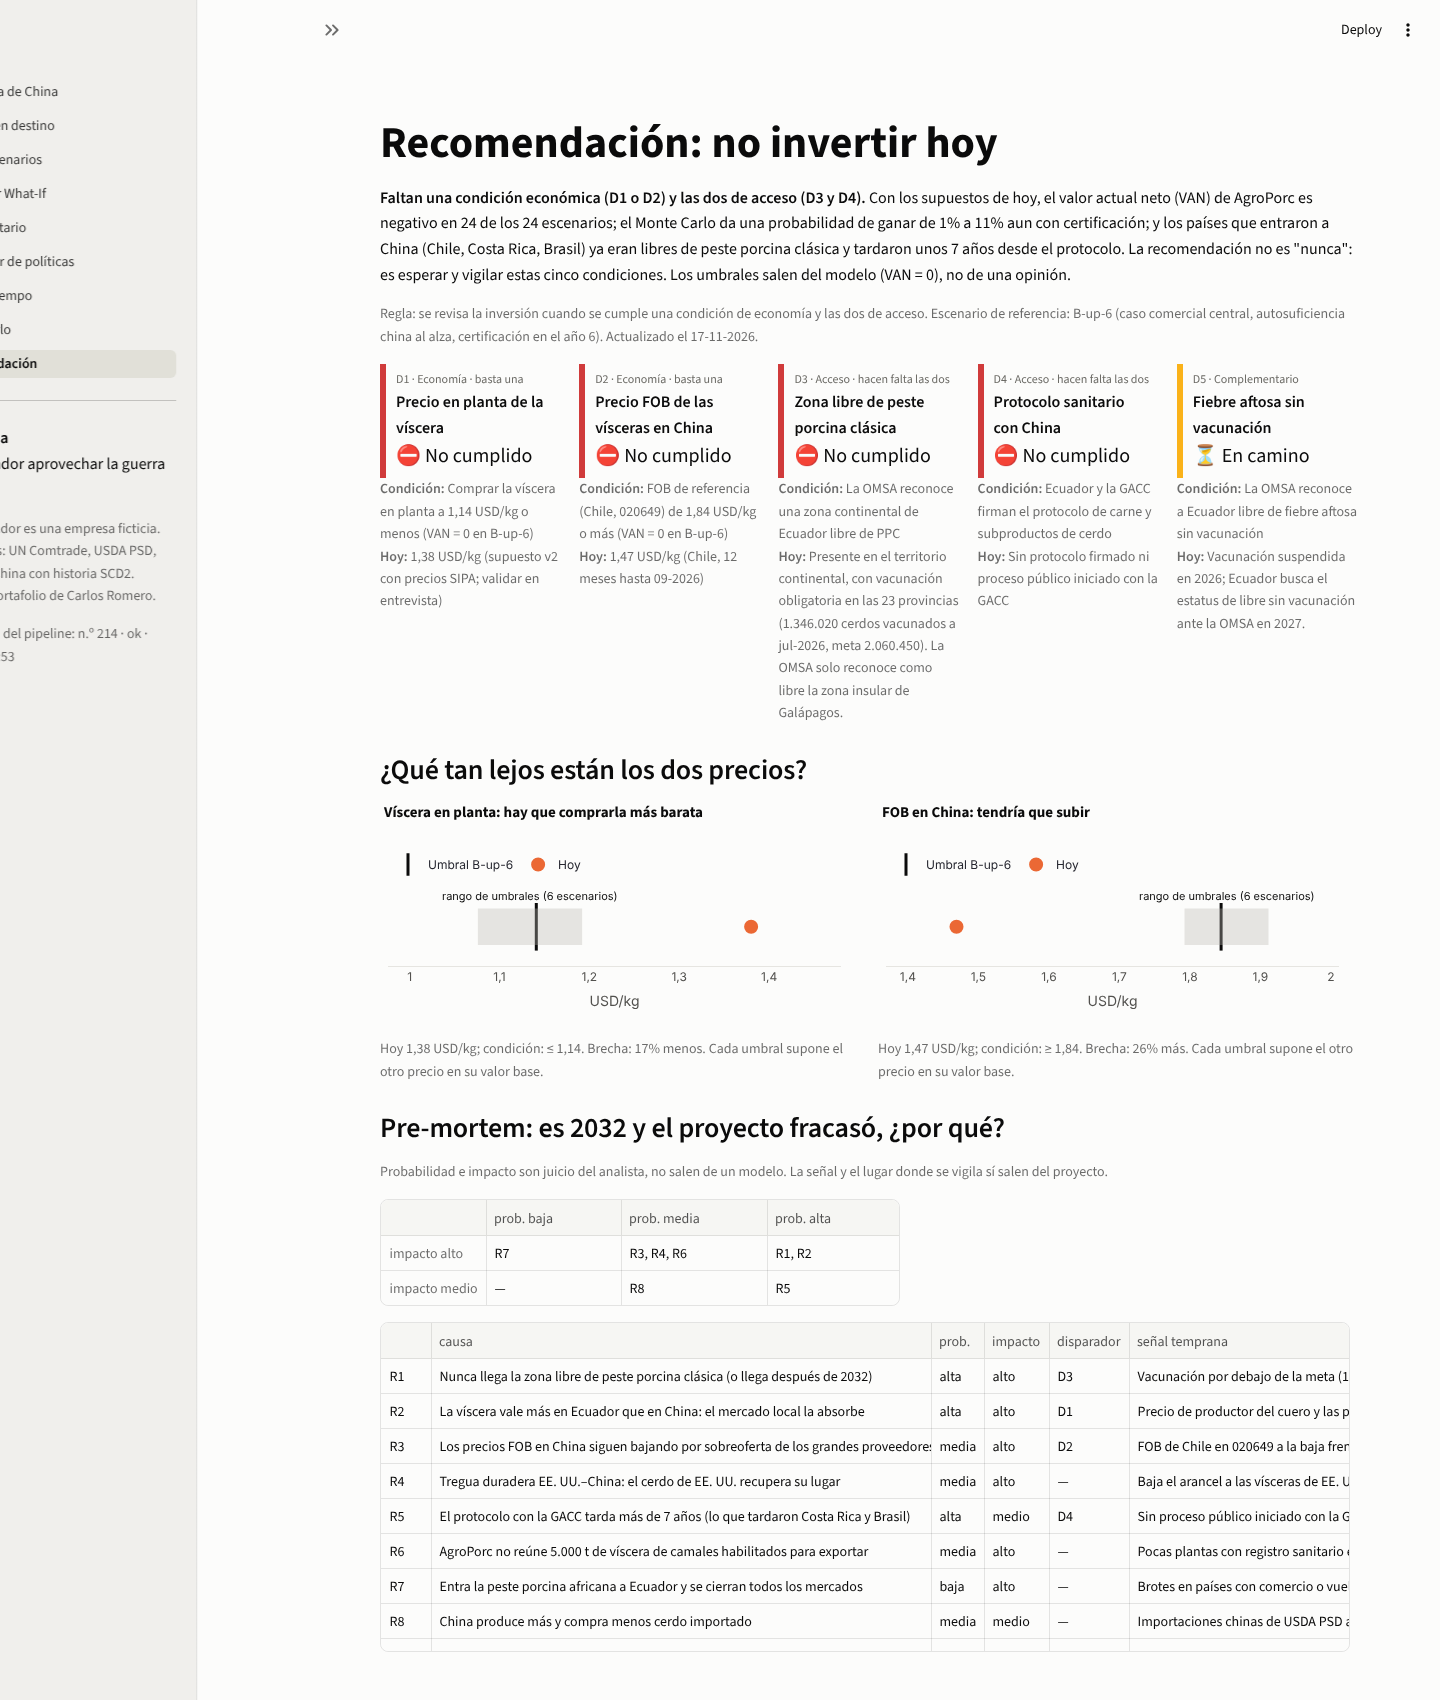 Deploy
a de China
en destino
enarios
r What-If
tario
r de políticas
empo
lo
dación
a
dor aprovechar la guerra
dor es una empresa ficticia.
s: UN Comtrade, USDA PSD,
hina con historia SCD2.
ortafolio de Carlos Romero.
del pipeline: n.º 214 · ok ·
53
Recomendación: no invertir hoy
Faltan una condición económica (D1 o D2) y las dos de acceso (D3 y D4). Con los supuestos de hoy, el valor actual neto (VAN) de AgroPorc es
negativo en 24 de los 24 escenarios; el Monte Carlo da una probabilidad de ganar de 1% a 11% aun con certificación; y los países que entraron a
China (Chile, Costa Rica, Brasil) ya eran libres de peste porcina clásica y tardaron unos 7 años desde el protocolo. La recomendación no es "nunca":
es esperar y vigilar estas cinco condiciones. Los umbrales salen del modelo (VAN = 0), no de una opinión.
Regla: se revisa la inversión cuando se cumple una condición de economía y las dos de acceso. Escenario de referencia: B-up-6 (caso comercial central, autosuficiencia
china al alza, certificación en el año 6). Actualizado el 17-11-2026.
D1 · Economía · basta una
Precio en planta de la
víscera
⛔ No cumplido
Condición: Comprar la víscera
en planta a 1,14 USD/kg o
menos (VAN = 0 en B-up-6)
Hoy: 1,38 USD/kg (supuesto v2
con precios SIPA; validar en
entrevista)
D2 · Economía · basta una
Precio FOB de las
vísceras en China
⛔ No cumplido
Condición: FOB de referencia
(Chile, 020649) de 1,84 USD/kg
o más (VAN = 0 en B-up-6)
Hoy: 1,47 USD/kg (Chile, 12
meses hasta 09-2026)
D3 · Acceso · hacen falta las dos
Zona libre de peste
porcina clásica
⛔ No cumplido
Condición: La OMSA reconoce
una zona continental de
Ecuador libre de PPC
Hoy: Presente en el territorio
continental, con vacunación
obligatoria en las 23 provincias
(1.346.020 cerdos vacunados a
jul-2026, meta 2.060.450). La
OMSA solo reconoce como
libre la zona insular de
Galápagos.
D4 · Acceso · hacen falta las dos
Protocolo sanitario
con China
⛔ No cumplido
Condición: Ecuador y la GACC
firman el protocolo de carne y
subproductos de cerdo
Hoy: Sin protocolo firmado ni
proceso público iniciado con la
GACC
D5 · Complementario
Fiebre aftosa sin
vacunación
⏳ En camino
Condición: La OMSA reconoce
a Ecuador libre de fiebre aftosa
sin vacunación
Hoy: Vacunación suspendida
en 2026; Ecuador busca el
estatus de libre sin vacunación
ante la OMSA en 2027.
¿Qué tan lejos están los dos precios?
Víscera en planta: hay que comprarla más barata
Umbral B-up-6 Hoy
rango de umbrales (6 escenarios)
1 1,1 1,2 1,3 1,4
USD/kg
Hoy 1,38 USD/kg; condición: ≤ 1,14. Brecha: 17% menos. Cada umbral supone el
otro precio en su valor base.
FOB en China: tendría que subir
Umbral B-up-6 Hoy
rango de umbrales (6 escenarios)
1,4 1,5 1,6 1,7 1,8 1,9 2
USD/kg
Hoy 1,47 USD/kg; condición: ≥ 1,84. Brecha: 26% más. Cada umbral supone el otro
precio en su valor base.
Pre-mortem: es 2032 y el proyecto fracasó, ¿por qué?
Probabilidad e impacto son juicio del analista, no salen de un modelo. La señal y el lugar donde se vigila sí salen del proyecto.
prob. baja prob. media prob. alta
impacto alto R7 R3, R4, R6 R1, R2
impacto medio — R8 R5
causa prob. impacto disparador señal temprana
R1 Nunca llega la zona libre de peste porcina clásica (o llega después de 2032) alta alto D3 Vacunación por debajo de la meta (1
R2 La víscera vale más en Ecuador que en China: el mercado local la absorbe alta alto D1 Precio de productor del cuero y las p
R3 Los precios FOB en China siguen bajando por sobreoferta de los grandes proveedores media alto D2 FOB de Chile en 020649 a la baja fren
R4 Tregua duradera EE. UU.–China: el cerdo de EE. UU. recupera su lugar media alto — Baja el arancel a las vísceras de EE. U
R5 El protocolo con la GACC tarda más de 7 años (lo que tardaron Costa Rica y Brasil) alta medio D4 Sin proceso público iniciado con la G
R6 AgroPorc no reúne 5.000 t de víscera de camales habilitados para exportar media alto — Pocas plantas con registro sanitario e
R7 Entra la peste porcina africana a Ecuador y se cierran todos los mercados baja alto — Brotes en países con comercio o vue
R8 China produce más y compra menos cerdo importado media medio — Importaciones chinas de USDA PSD a